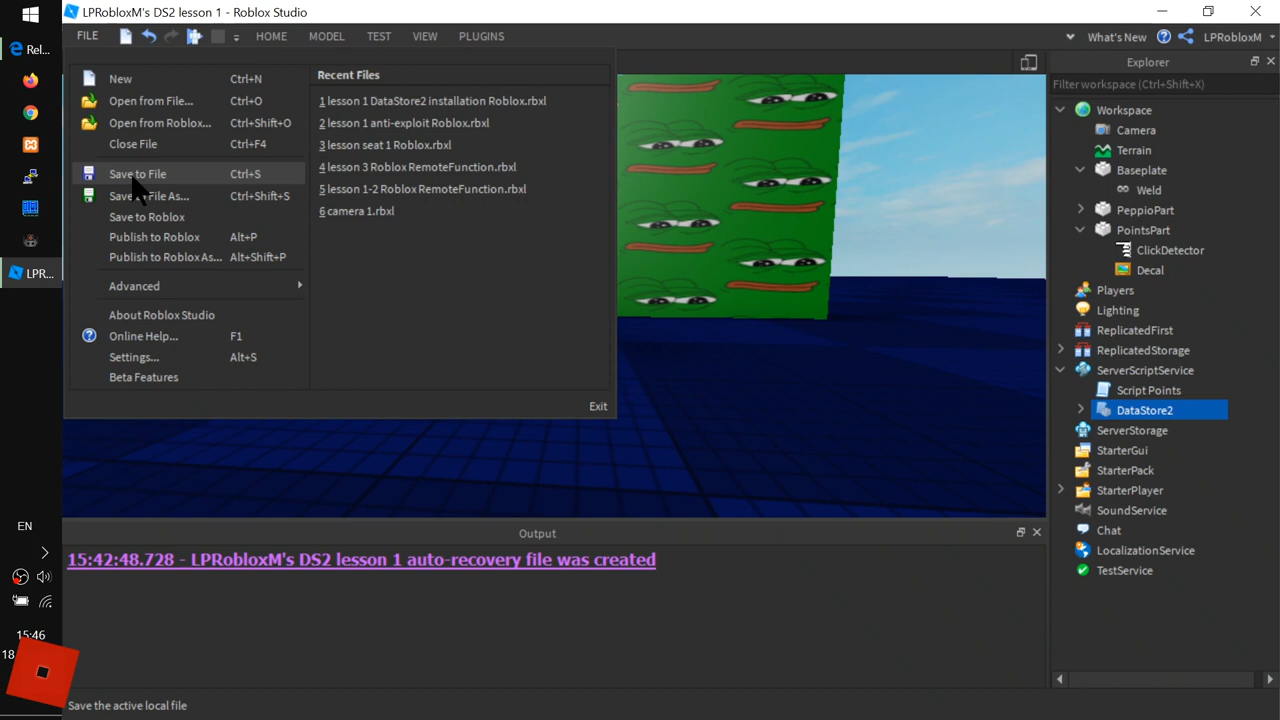 LPRobloxM's DS2 lesson 1 - Roblox Studio
FILE HOME MODEL TEST VIEW PLUGINS What's New LPRobloxM
Rel...
New Ctrl+N
Open from File... Ctrl+O
Open from Roblox... Ctrl+Shift+O
Close File Ctrl+F4
Save to File Ctrl+S
File As... Ctrl+Shift+S
Save to Roblox
Publish to Roblox Alt+P
Publish to Roblox As... Alt+Shift+P
Advanced
About Roblox Studio
Online Help... F1
Settings... Alt+S
Beta Features
Recent Files
1 lesson 1 DataStore2 installation Roblox.rbxl
2 lesson 1 anti-exploit Roblox.rbxl
3 lesson seat 1 Roblox.rbxl
4 lesson 3 Roblox RemoteFunction.rbxl
5 lesson 1-2 Roblox RemoteFunction.rbxl
6 camera 1.rbxl
Exit
Explorer
Filter workspace (Ctrl+Shift+X)
Workspace
Camera
Terrain
Baseplate
Weld
PeppioPart
PointsPart
ClickDetector
Decal
Players
Lighting
ReplicatedFirst
ReplicatedStorage
ServerScriptService
Script Points
DataStore2
ServerStorage
StarterGui
StarterPack
StarterPlayer
SoundService
Chat
LocalizationService
TestService
Output
15:42:48.728 - LPRobloxM's DS2 lesson 1 auto-recovery file was created
LPR...
EN
15:46
18
Save the active local file